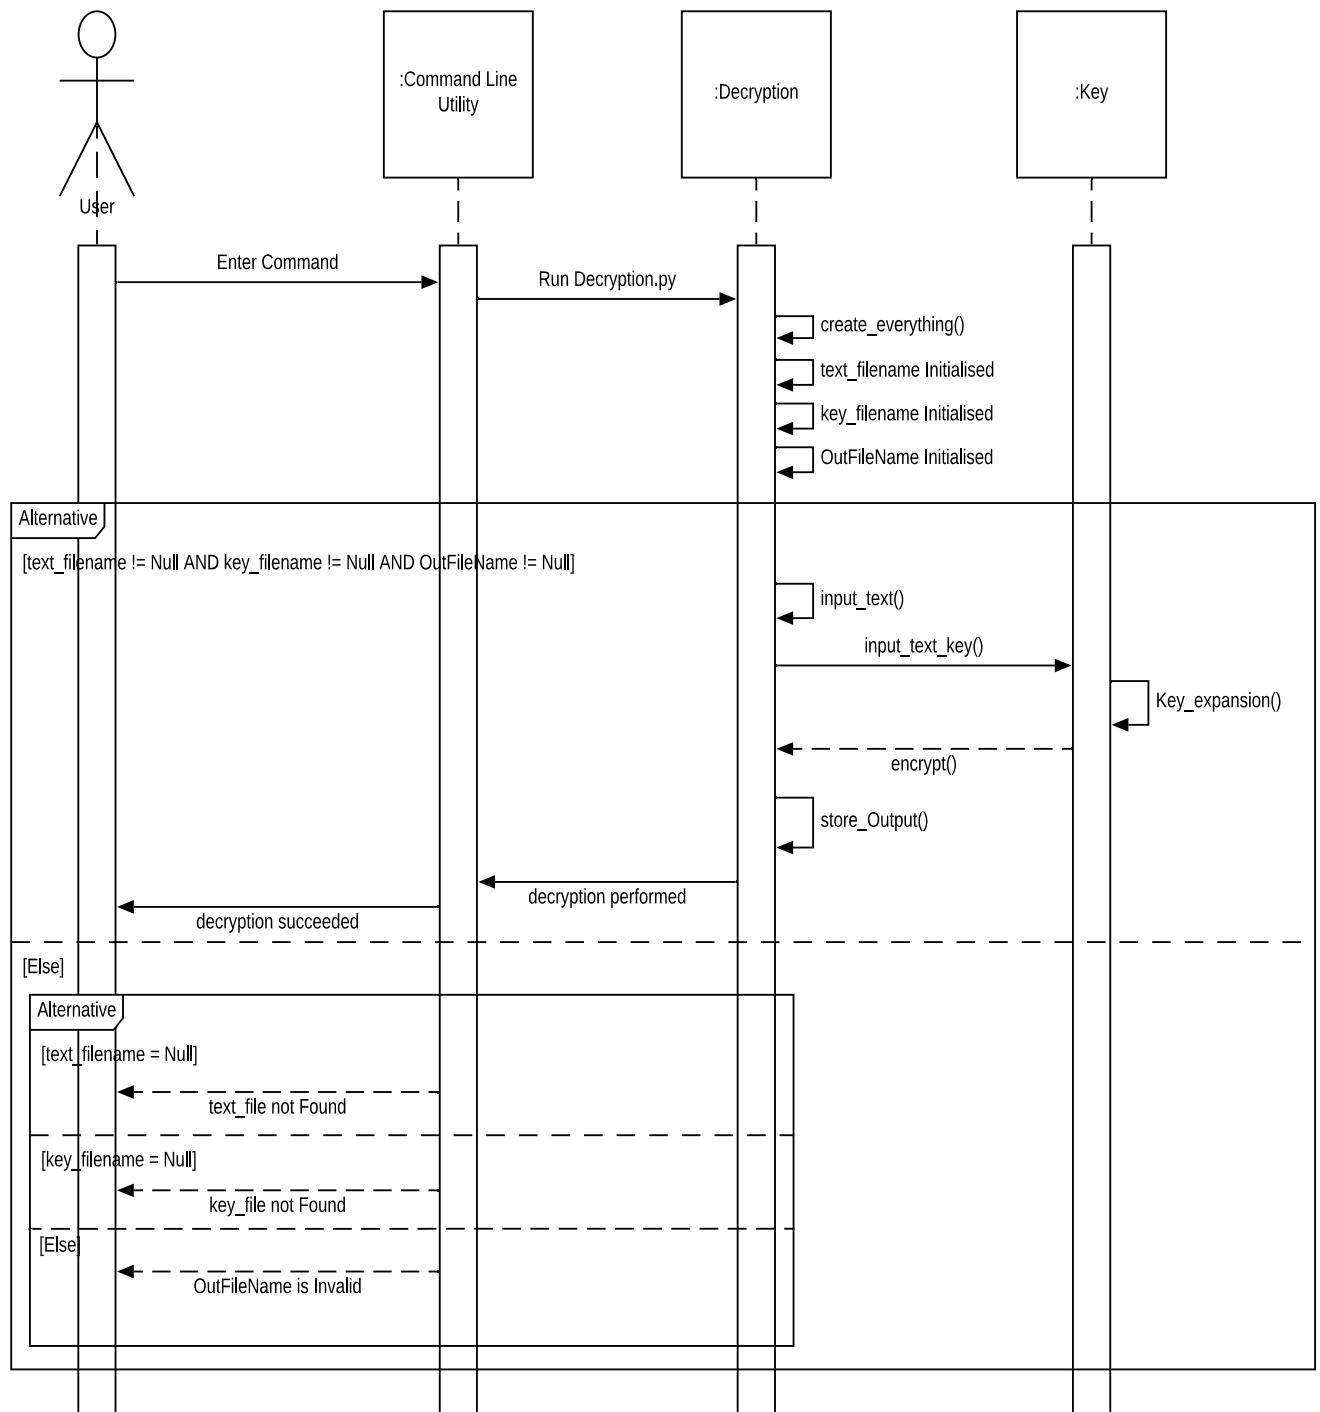 :Command Line
Utility
:Decryption
:Key
User
Enter Command
Run Decryption.py
create_everything()
text_filename Initialised
key_filename Initialised
OutFileName Initialised
Alternative
[text_filename != Null AND key_filename != Null AND OutFileName != Null]
input_text()
input_text_key()
Key_expansion()
encrypt()
store_Output()
decryption performed
decryption succeeded
[Else]
Alternative
[text_filename = Null]
text_file not Found
[key_filename = Null]
key_file not Found
[Else]
OutFileName is Invalid